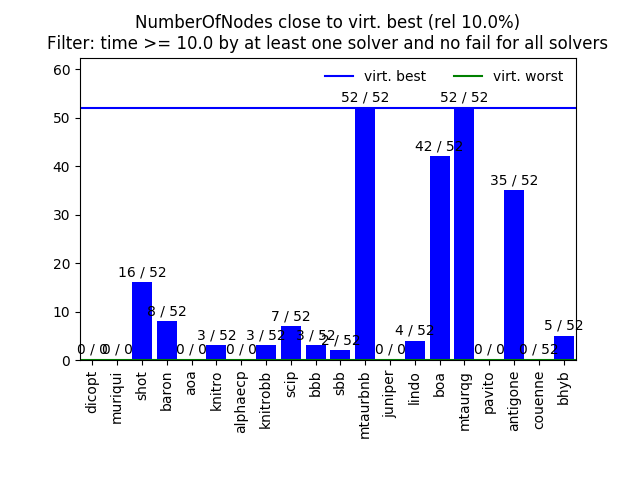 NumberOfNodes close to virt. best (rel 10.0%)
Filter: time >= 10.0 by at least one solver and no fail for all solvers
virt. best
virt. worst
60
50
40
30
20
10
0
0 / 0
0 / 0
16 / 52
8 / 52
0 / 0
3 / 52
0 / 0
3 / 52
7 / 52
3 / 52
2 / 52
52 / 52
0 / 0
4 / 52
42 / 52
52 / 52
0 / 0
35 / 52
0 / 52
5 / 52
dicopt
muriqui
shot
baron
aoa
knitro
alphaecp
knitrobb
scip
bbb
sbb
mtaurbnb
juniper
lindo
boa
mtaurqg
pavito
antigone
couenne
bhyb